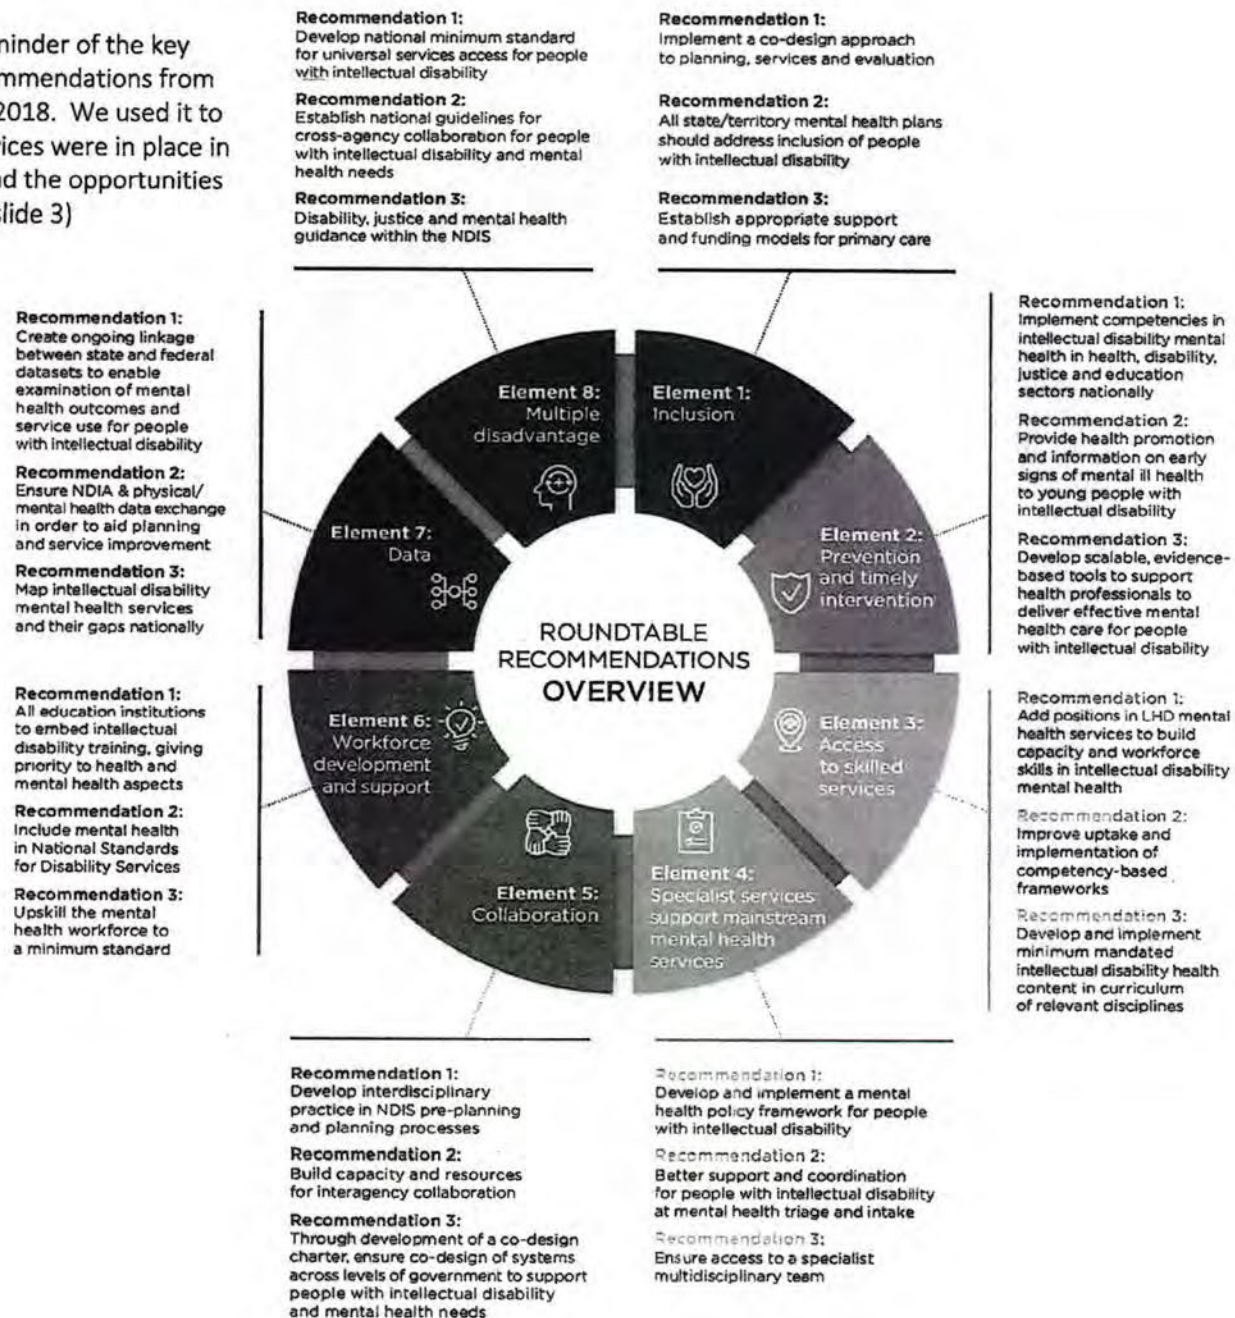 ninder of the key
ommendations from
2018. We used it to
vices were in place in
nd the opportunities
slide 3)
Recommendation 1:
Develop national minimum standard
for universal services access for people
with intellectual disability
Recommendation 2:
Establish national guidelines for
cross-agency collaboration for people
with intellectual disability and mental
health needs
Recommendation 3:
Disability, justice and mental health
guidance within the NDIS
Recommendation 1:
Implement a co-design approach
to planning, services and evaluation
Recommendation 2:
All state/territory mental health plans
should address inclusion of people
with intellectual disability
Recommendation 3:
Establish appropriate support
and funding models for primary care
Recommendation 1:
Create ongoing linkage
between state and federal
datasets to enable
examination of mental
health outcomes and
service use for people
with intellectual disability
Recommendation 2:
Ensure NDIA & physical/
mental health data exchange
in order to aid planning
and service improvement
Recommendation 3:
Map intellectual disability
mental health services
and their gaps nationally
Element 8:
Multiple
disadvantage
Element 1:
Inclusion
Element 7:
Data
Element 2:
Prevention
and timely
intervention
ROUNDTABLE
RECOMMENDATIONS
OVERVIEW
Element 6:
Workforce
development
and support
Element 3:
Access
to skilled
services
Element 5:
Collaboration
Element 4:
Specialist services
support mainstream
mental health
services
Recommendation 1:
Implement competencies in
intellectual disability mental
health in health, disability,
justice and education
sectors nationally
Recommendation 2:
Provide health promotion
and information on early
signs of mental ill health
to young people with
intellectual disability
Recommendation 3:
Develop scalable, evidence-
based tools to support
health professionals to
deliver effective mental
health care for people
with intellectual disability
Recommendation 1:
All education institutions
to embed intellectual
disability training, giving
priority to health and
mental health aspects
Recommendation 2:
Include mental health
in National Standards
for Disability Services
Recommendation 3:
Upskill the mental
health workforce to
a minimum standard
Recommendation 1:
Add positions in LHD mental
health services to build
capacity and workforce
skills in intellectual disability
mental health
Recommendation 2:
Improve uptake and
implementation of
competency-based
frameworks
Recommendation 3:
Develop and implement
minimum mandated
intellectual disability health
content in curriculum
of relevant disciplines
Recommendation 1:
Develop interdisciplinary
practice in NDIS pre-planning
and planning processes
Recommendation 2:
Build capacity and resources
for interagency collaboration
Recommendation 3:
Through development of a co-design
charter, ensure co-design of systems
across levels of government to support
people with intellectual disability
and mental health needs
Recommendation 1:
Develop and implement a mental
health policy framework for people
with intellectual disability
Recommendation 2:
Better support and coordination
for people with intellectual disability
at mental health triage and intake
Recommendation 3:
Ensure access to a specialist
multidisciplinary team